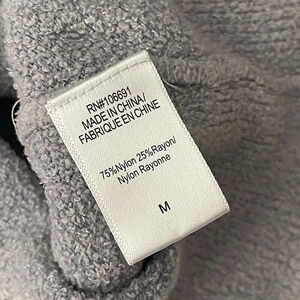 RN#106691
MADE IN CHINA/
FABRIQUE EN CHINE
75%Nylon 25%Rayon/
Nylon Rayonne
M